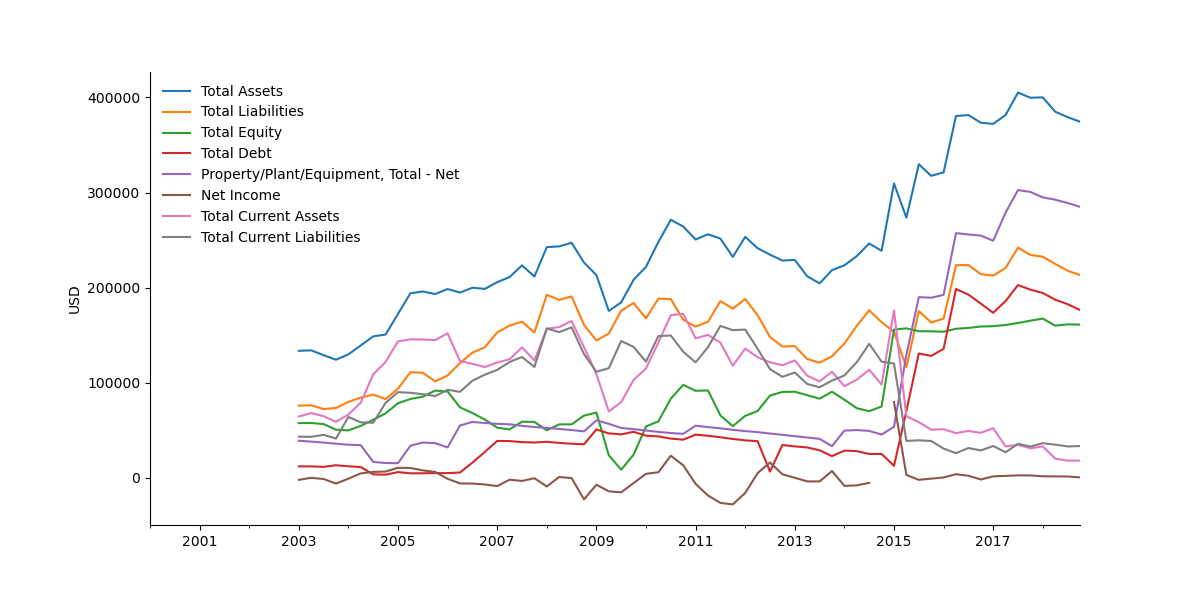 400000
300000
200000
100000
0
USD
Total Assets
Total Liabilities
Total Equity
Total Debt
Property/Plant/Equipment, Total - Net
Net Income
Total Current Assets
Total Current Liabilities
2001 2003 2005 2007 2009 2011 2013 2015 2017